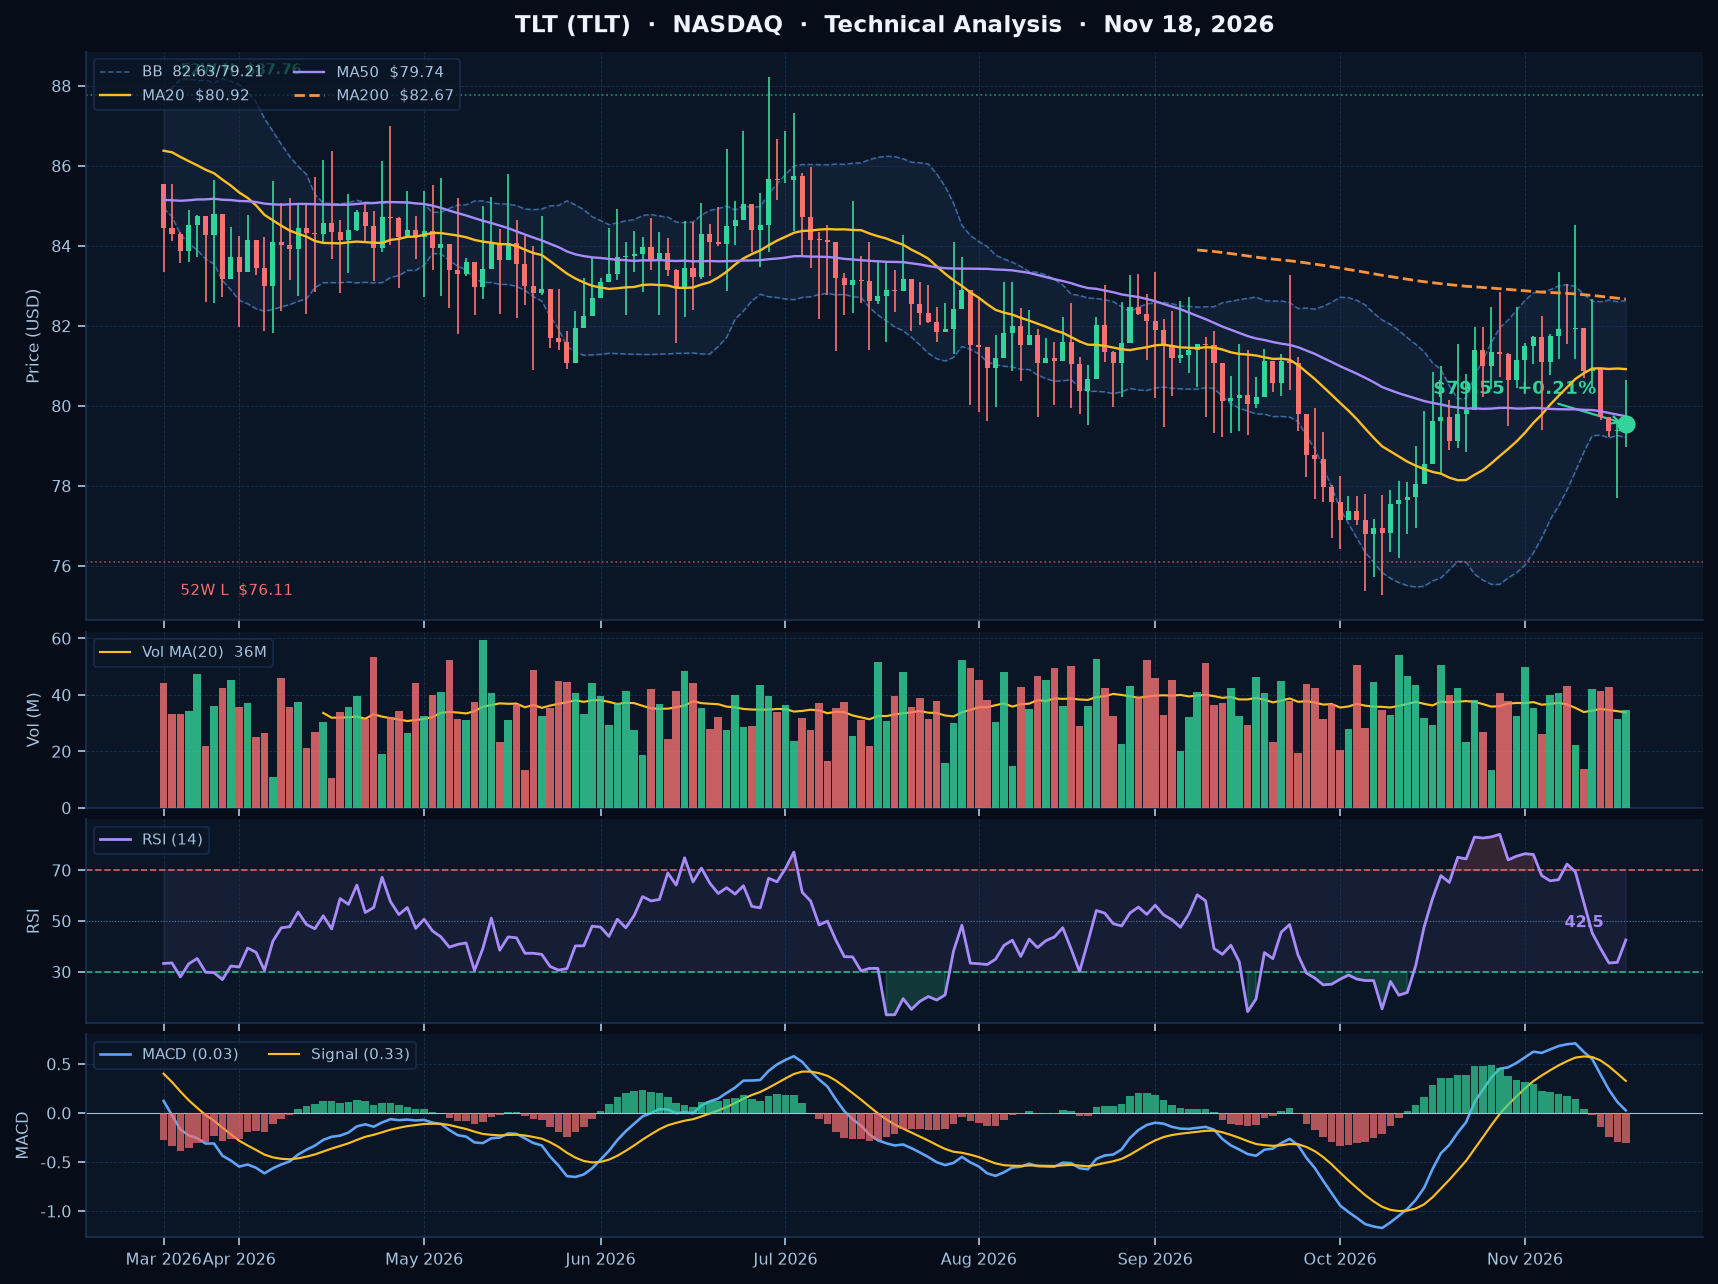 TLT (TLT) · NASDAQ · Technical Analysis · Nov 18, 2026
52W H $87.76
BB 82.63/79.21
MA50 $79.74
MA20 $80.92
MA200 $82.67
88
86
84
82
80
78
76
Price (USD)
$79.55 +0.21%
52W L $76.11
60
40
20
0
Vol (M)
Vol MA(20) 36M
RSI (14)
70
50
30
RSI
42.5
MACD (0.03)
Signal (0.33)
0.5
0.0
-0.5
-1.0
MACD
Mar 2026
Apr 2026
May 2026
Jun 2026
Jul 2026
Aug 2026
Sep 2026
Oct 2026
Nov 2026